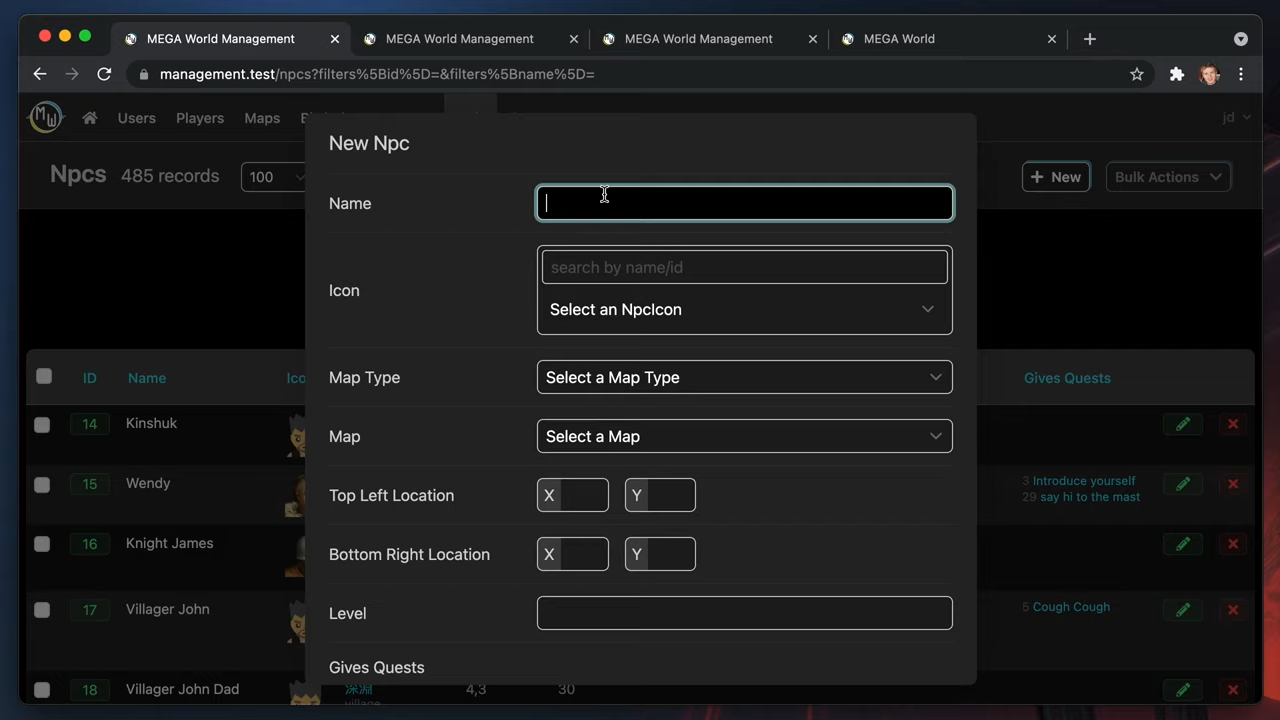 MEGA World Management
MEGA World Management
MEGA World Management
MEGA World
management.test/npcs?filters%5Bid%5D=&filters%5Bname%5D=
MW
Users
Players
Maps
jd
Npcs
485 records
100
+ New
Bulk Actions
New Npc
Name
Icon
search by name/id
Select an NpcIcon
Map Type
Select a Map Type
Map
Select a Map
Top Left Location
X
Y
Bottom Right Location
X
Y
Level
Gives Quests
ID
Name
Gives Quests
14
Kinshuk
15
Wendy
3 Introduce yourself
29 say hi to the mast
16
Knight James
17
Villager John
5 Cough Cough
18
Villager John Dad
深淵
village
4,3
30